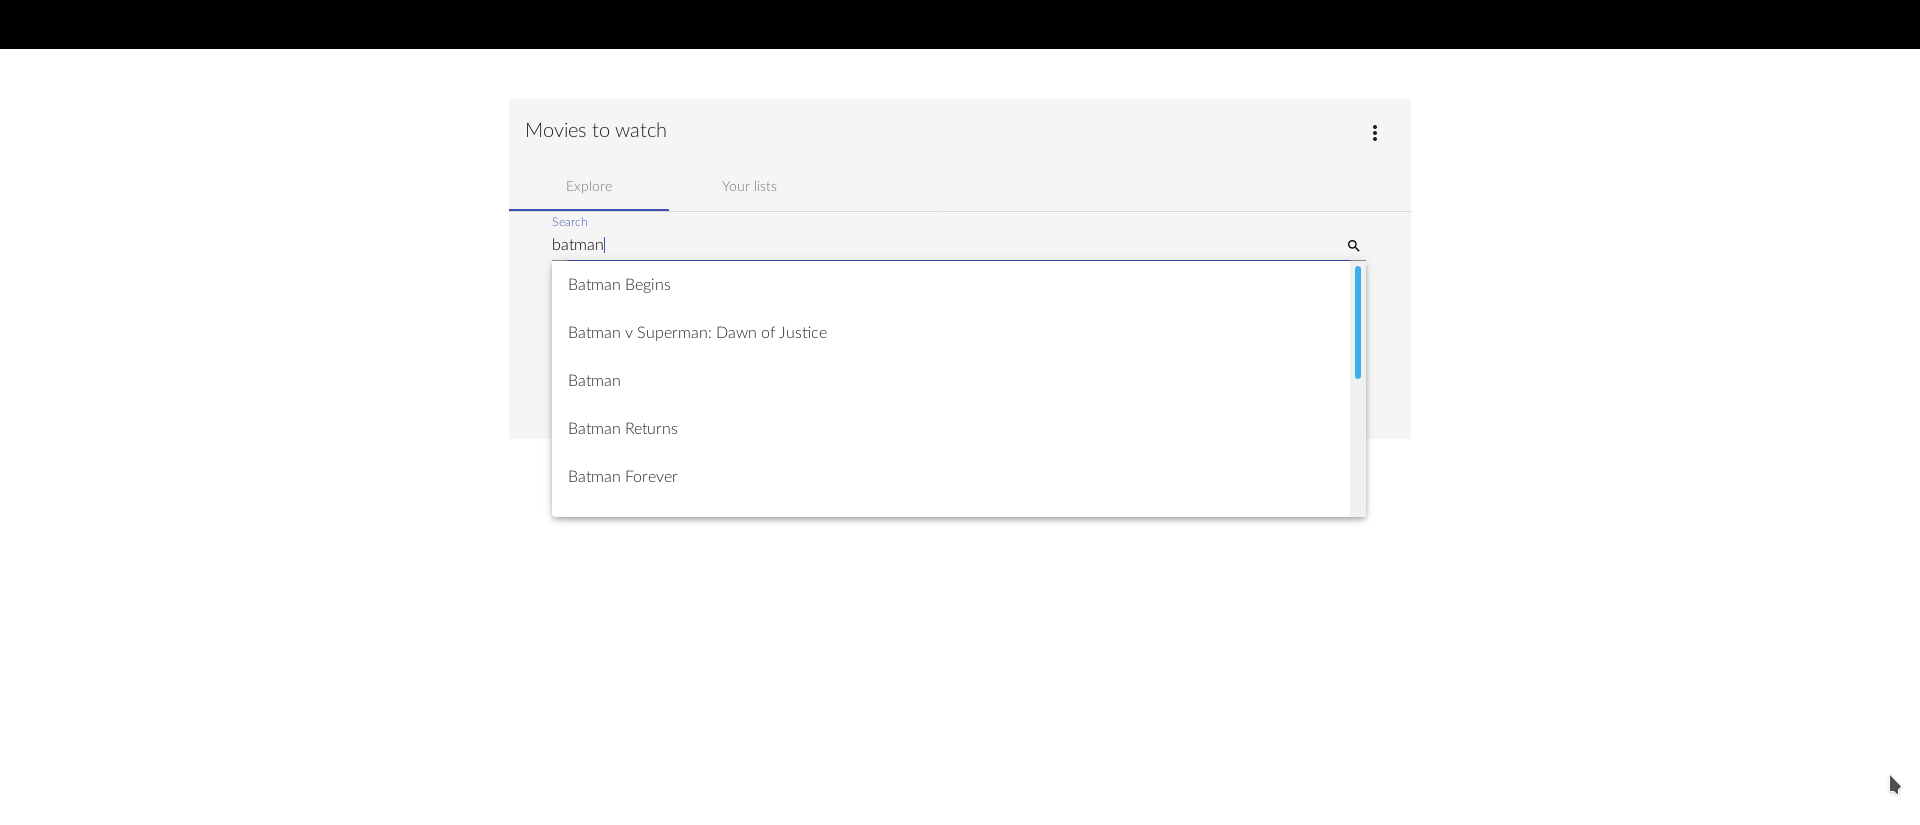 Movies to watch
Explore
Your lists
Search
batman
Batman Begins
Batman v Superman: Dawn of Justice
Batman
Batman Returns
Batman Forever